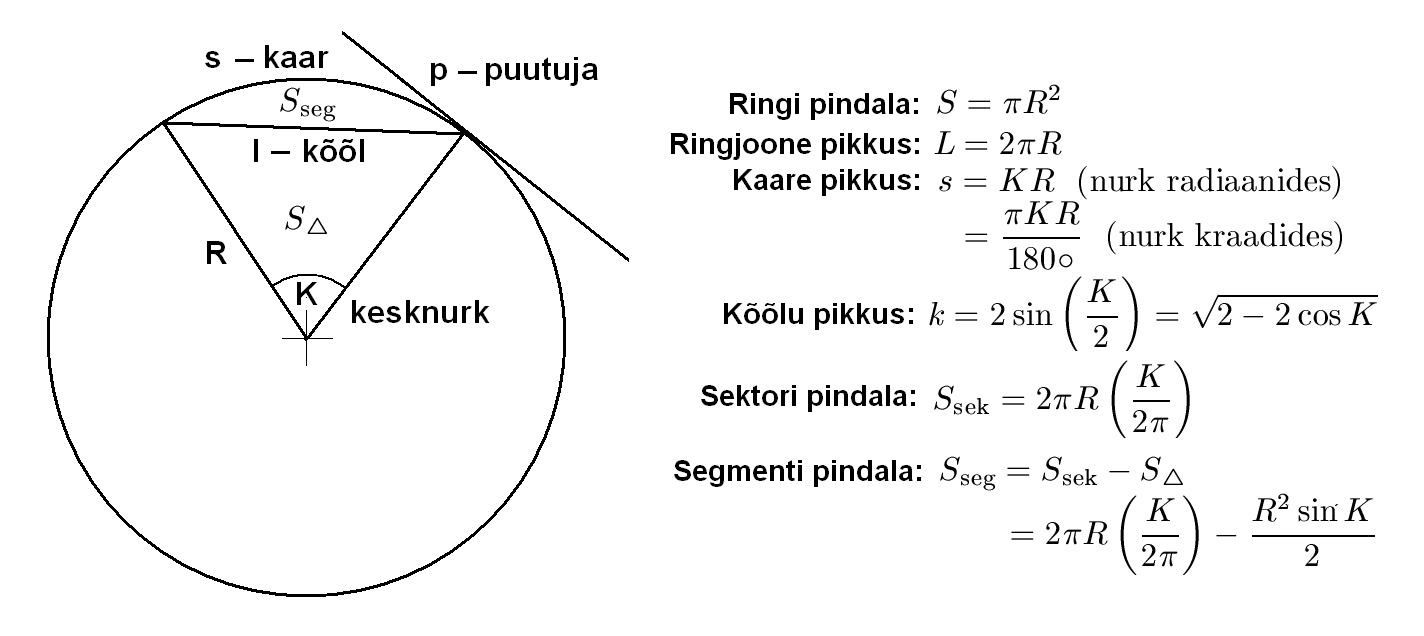 s – kaar
p – puutuja
S_seg
l – kõõl
S_△
R
K
kesknurk
Ringi pindala: S = πR²
Ringjoone pikkus: L = 2πR
Kaare pikkus: s = KR (nurk radiaanides)
= πKR/180∘ (nurk kraadides)
Kõõlu pikkus: k = 2 sin (K/2) = √(2 − 2 cos K)
Sektori pindala: S_sek = 2πR (K/2π)
Segmenti pindala: S_seg = S_sek − S_△
= 2πR (K/2π) − R² sin K/2